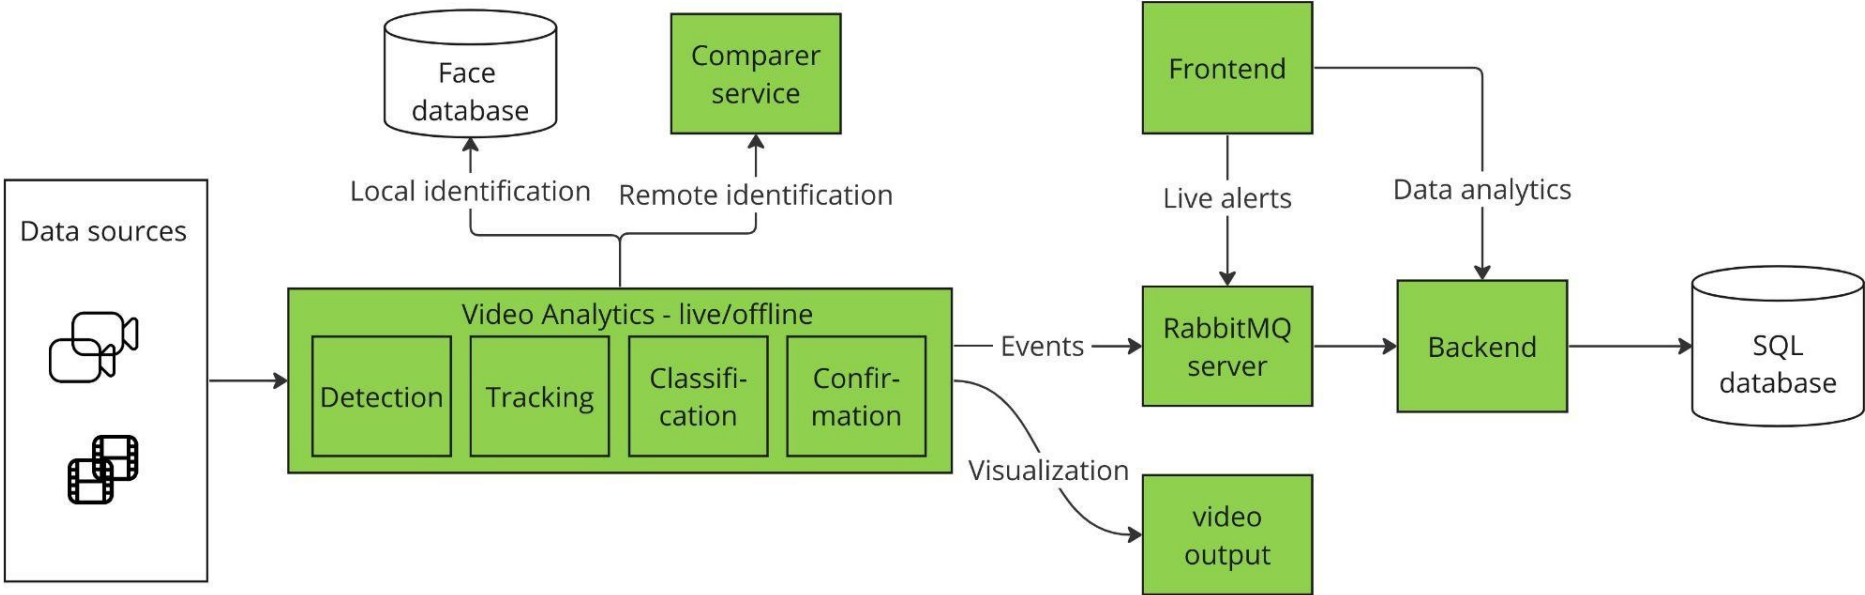 Face
database
Comparer
service
Frontend
Local identification
Remote identification
Live alerts
Data analytics
Data sources
Video Analytics - live/offline
Detection
Tracking
Classifi-
cation
Confir-
mation
Events
RabbitMQ
server
Backend
SQL
database
Visualization
video
output